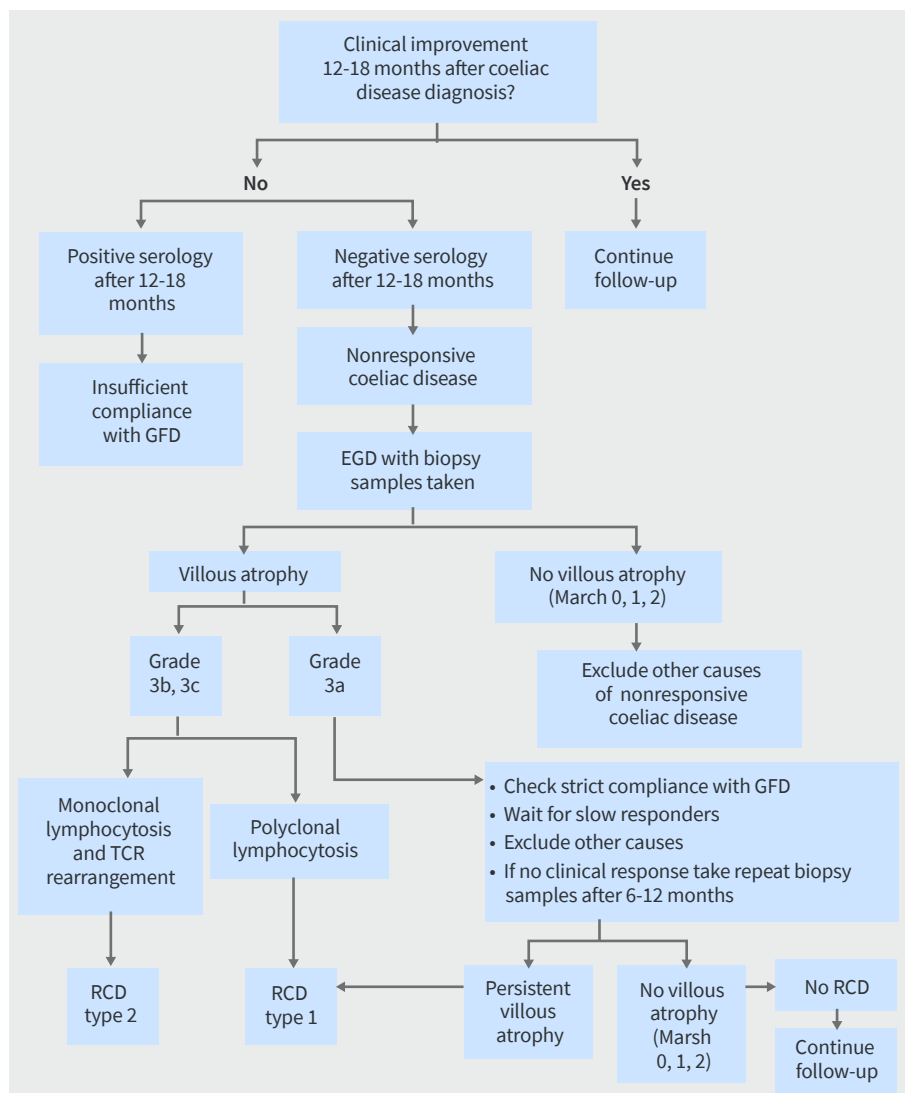 Clinical improvement
12-18 months after coeliac
disease diagnosis?
No
Yes
Positive serology
after 12-18
months
Negative serology
after 12-18 months
Continue
follow-up
Insufficient
compliance
with GFD
Nonresponsive
coeliac disease
EGD with biopsy
samples taken
Villous atrophy
No villous atrophy
(March 0, 1, 2)
Grade
3b, 3c
Grade
3a
Exclude other causes
of nonresponsive
coeliac disease
Monoclonal
lymphocytosis
and TCR
rearrangement
Polyclonal
lymphocytosis
• Check strict compliance with GFD
• Wait for slow responders
• Exclude other causes
• If no clinical response take repeat biopsy
samples after 6-12 months
RCD
type 2
RCD
type 1
Persistent
villous
atrophy
No villous
atrophy
(Marsh
0, 1, 2)
No RCD
Continue
follow-up